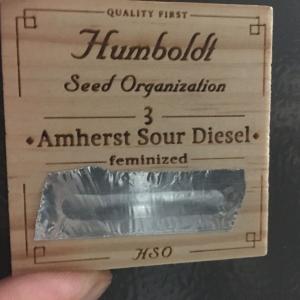 QUALITY FIRST
Humboldt
Seed Organization
3
Amherst Sour Diesel
feminized
HSO